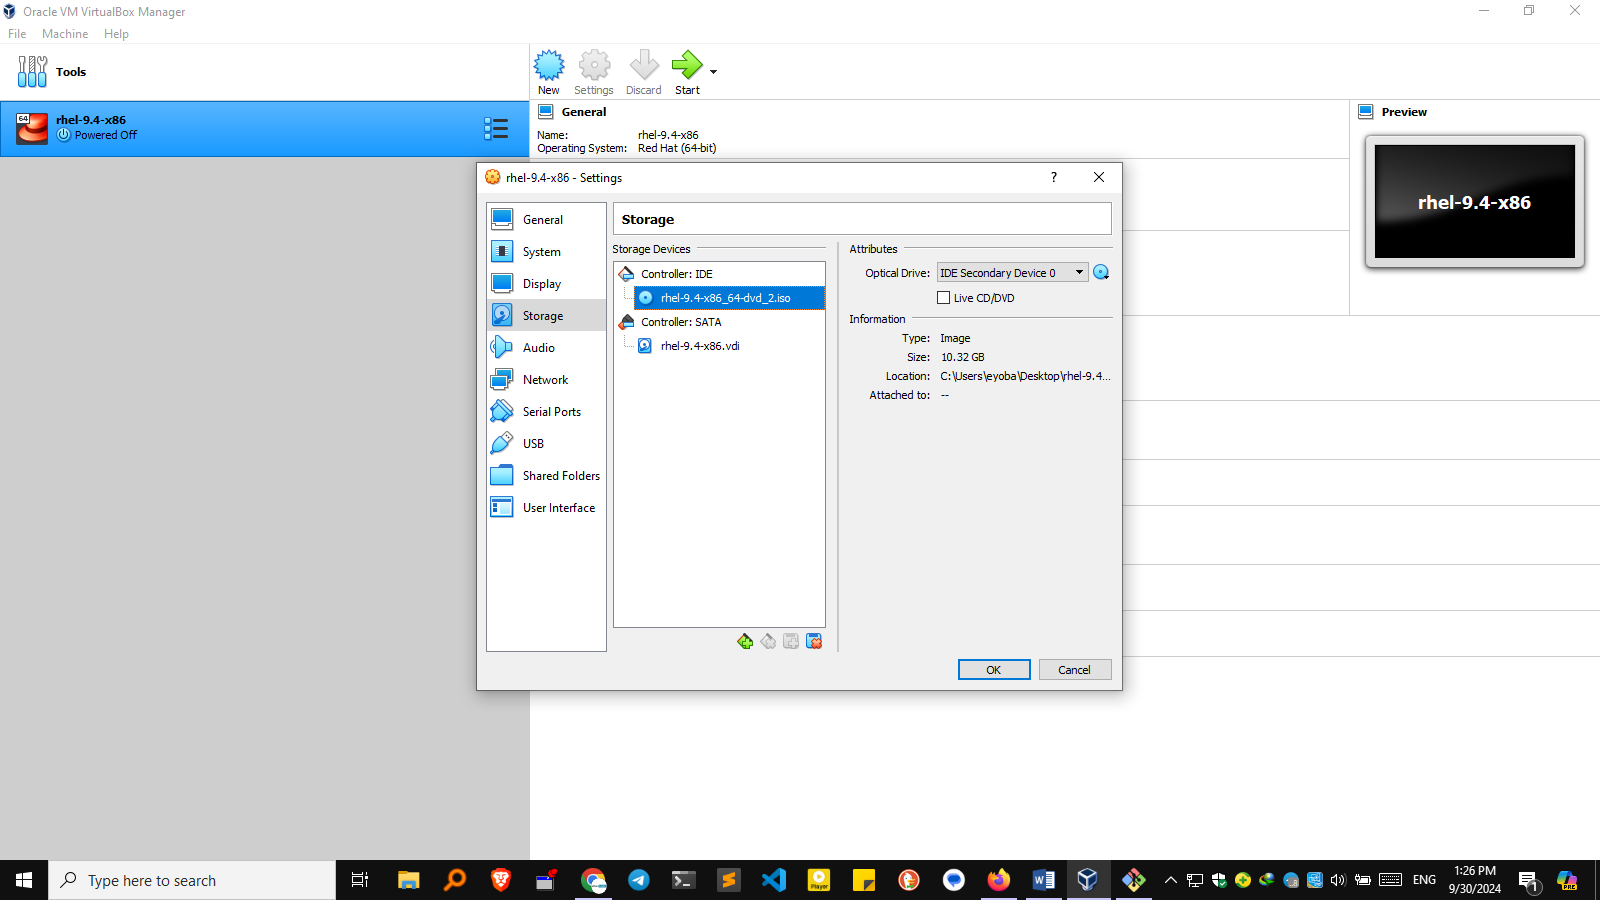 Oracle VM VirtualBox Manager
File Machine Help
Tools
New Settings Discard Start
64
rhel-9.4-x86
Powered Off
General
Name: rhel-9.4-x86
Operating System: Red Hat (64-bit)
Preview
rhel-9.4-x86
rhel-9.4-x86 - Settings
?
General
System
Display
Storage
Audio
Network
Serial Ports
USB
Shared Folders
User Interface
Storage
Storage Devices
Controller: IDE
rhel-9.4-x86_64-dvd_2.iso
Controller: SATA
rhel-9.4-x86.vdi
Attributes
Optical Drive: IDE Secondary Device 0
Live CD/DVD
Information
Type: Image
Size: 10.32 GB
Location: C:\Users\eyoba\Desktop\rhel-9.4...
Attached to: --
OK Cancel
Type here to search
Player
W
ENG
1:26 PM
9/30/2024
1
PRE